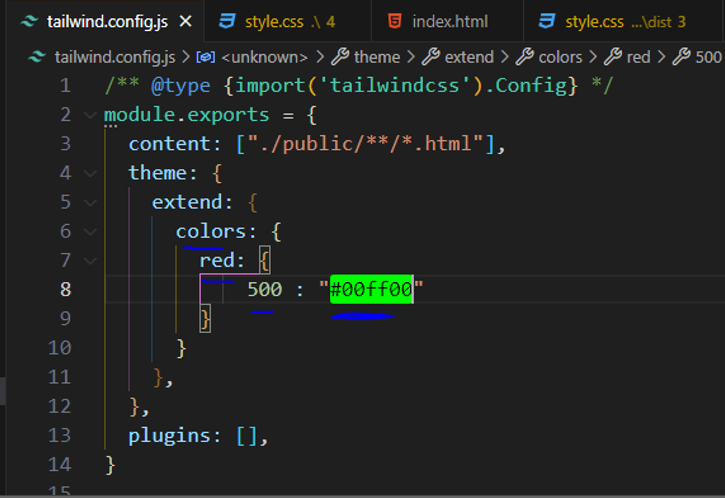 tailwind.config.js style.css .\ 4 index.html style.css ...\dist 3
tailwind.config.js > <unknown> > theme > extend > colors > red > 500
1 /** @type {import('tailwindcss').Config} */
2 module.exports = {
3 content: ["./public/**/*.html"],
4 theme: {
5 extend: {
6 colors: {
7 red: {
8 500 : "#00ff00"
9 }
10 }
11 },
12 },
13 plugins: [],
14 }
15